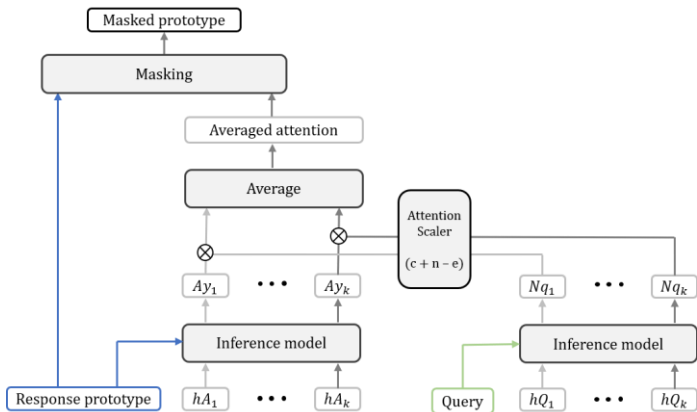 Masked prototype
Masking
Averaged attention
Average
Attention
Scaler
(c + n – e)
Ay₁ ••• Ayₖ Nq₁ ••• Nqₖ
Inference model Inference model
Response prototype hA₁ ••• hAₖ Query hQ₁ ••• hQₖ